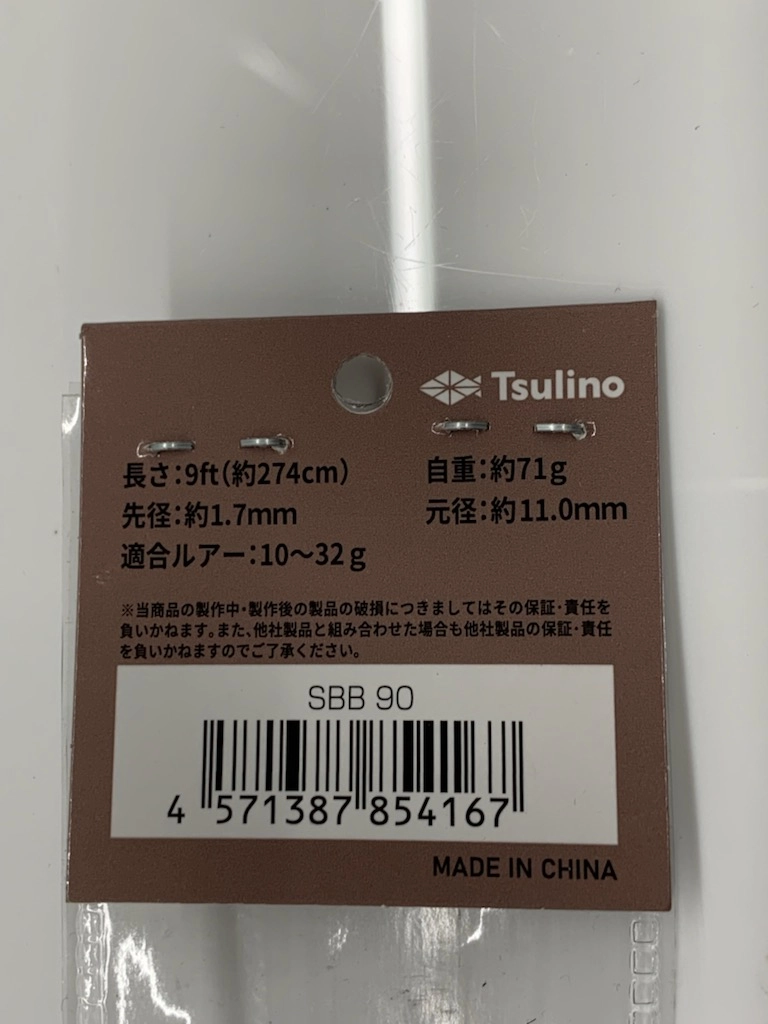 Tsulino
長さ:9ft(約274cm)
自重:約71g
先径:約1.7mm
元径:約11.0mm
適合ルアー:10〜32g
※当商品の製作中・製作後の製品の破損につきましてはその保証・責任を
負いかねます。また、他社製品と組み合わせた場合も他社製品の保証・責任
を負いかねますのでご了承ください。
SBB 90
4 571387 854167
MADE IN CHINA